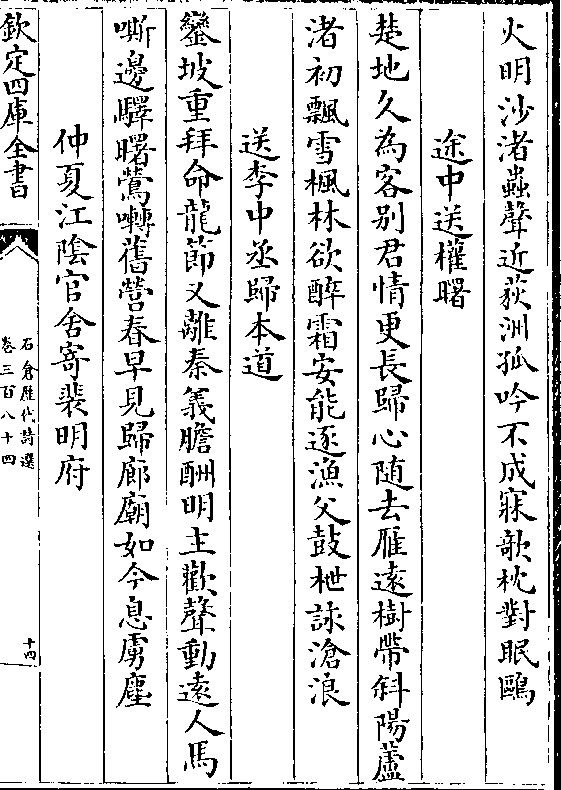 火明沙渚蟲聲近荻洲孤吟不成寐欹枕對眠鷗
途中送權曙
楚地久為客别君情更長歸心随去雁逺樹帶斜陽蘆
渚初飄雪楓林欲醉霜安能逐漁父鼓枻詠滄浪
送李中丞歸本道
鑾坡重拜命龍節又離秦義膽酬明主歡聲動逺人馬
嘶邊驛曙鶯囀舊營春早見歸廊廟如今息虜塵
仲夏江陰官舍寄裴明府
欽定四庫全書
石倉歷代詩選
卷三百八十四
十四